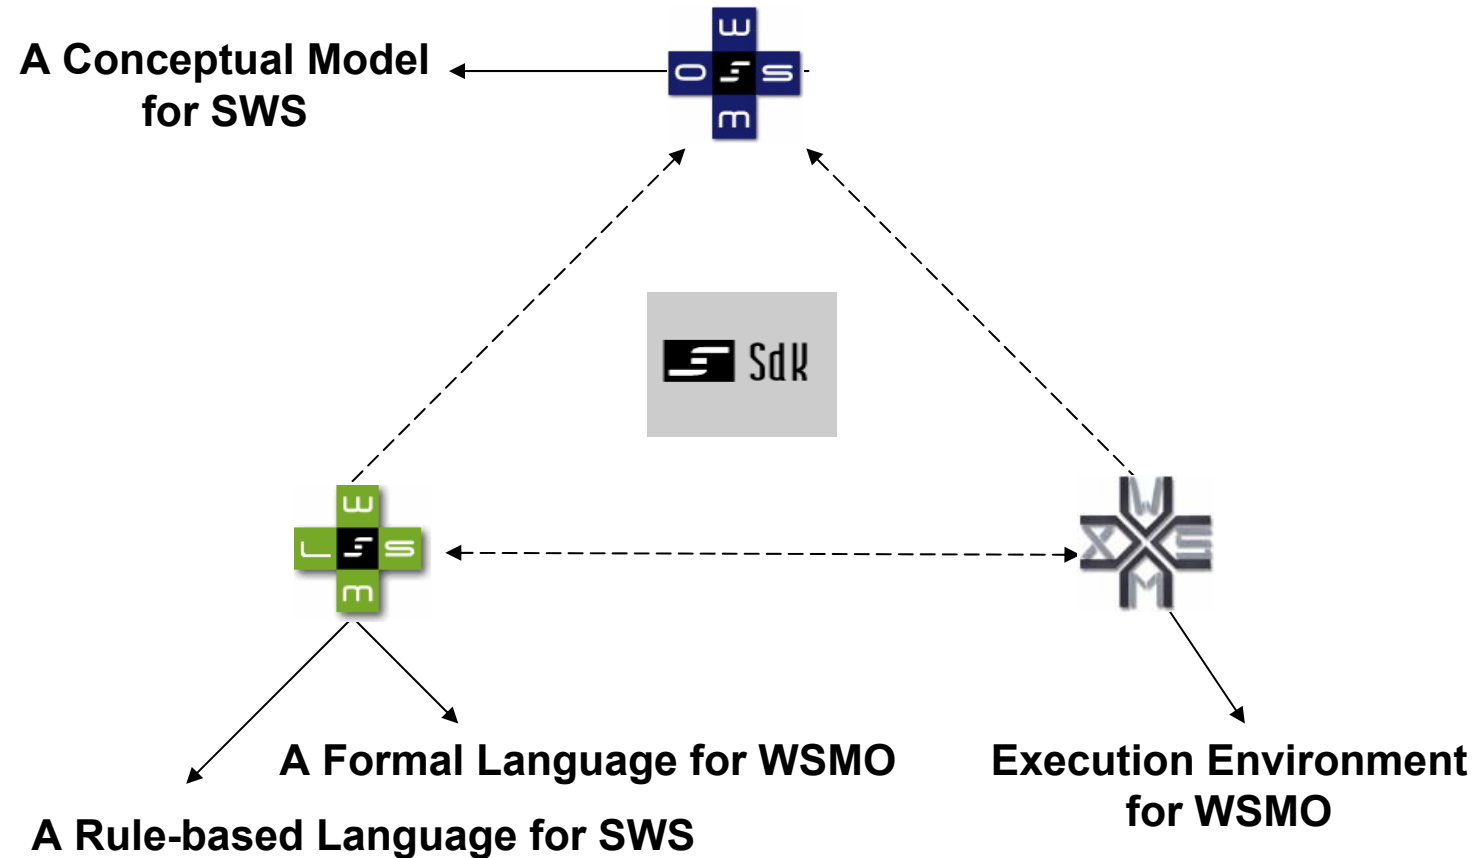 W
A Conceptual Model
for SWS
O S
M
SdK
W
L S
M
W
X S
M
A Formal Language for WSMO
Execution Environment
for WSMO
A Rule-based Language for SWS